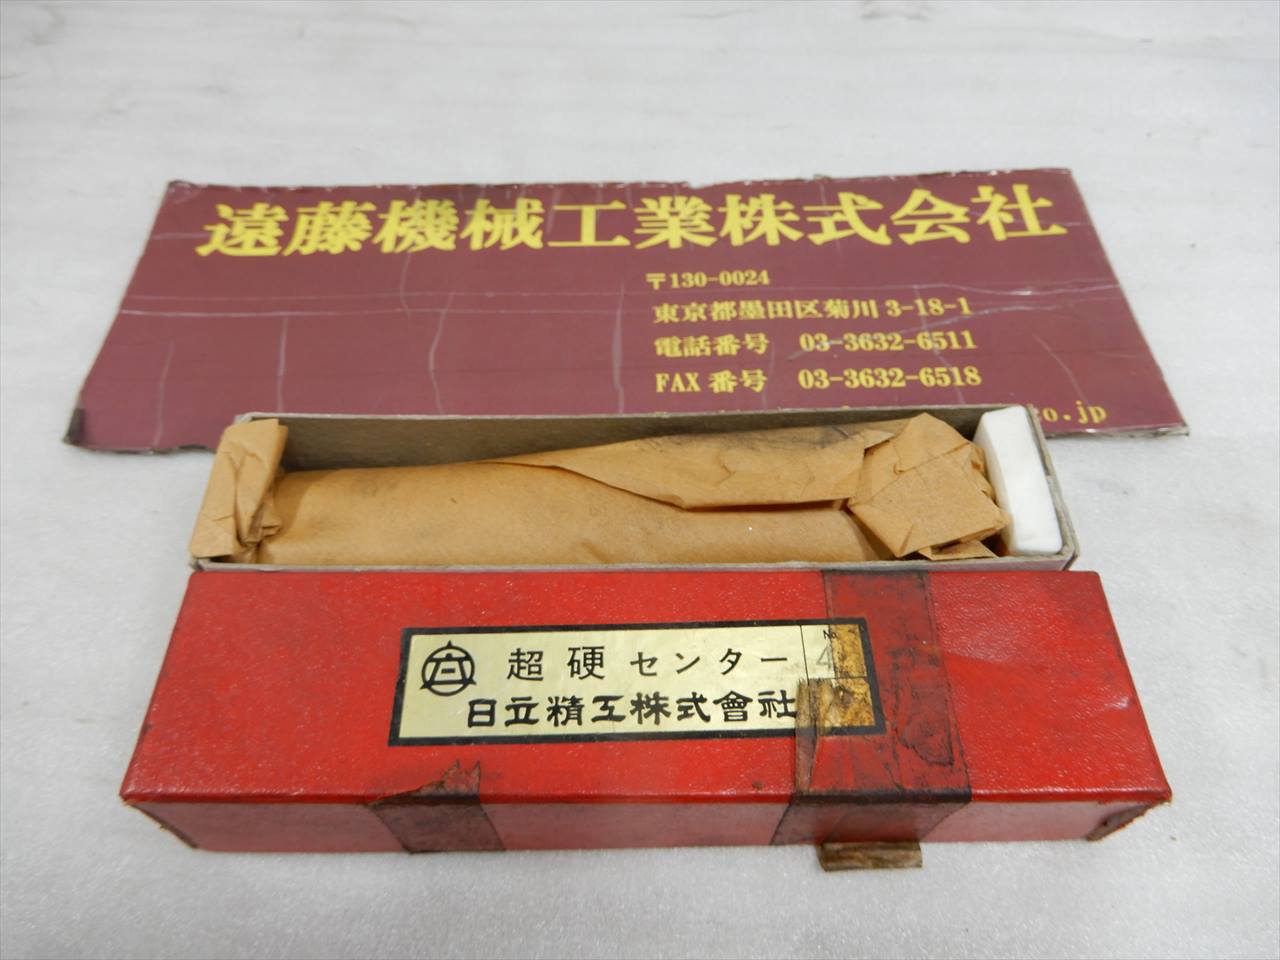 遠藤機械工業株式会社
〒130-0024
東京都墨田区菊川 3-18-1
電話番号 03-3632-6511
FAX 番号 03-3632-6518
co.jp
超硬センター No. 4
日立精工株式會社